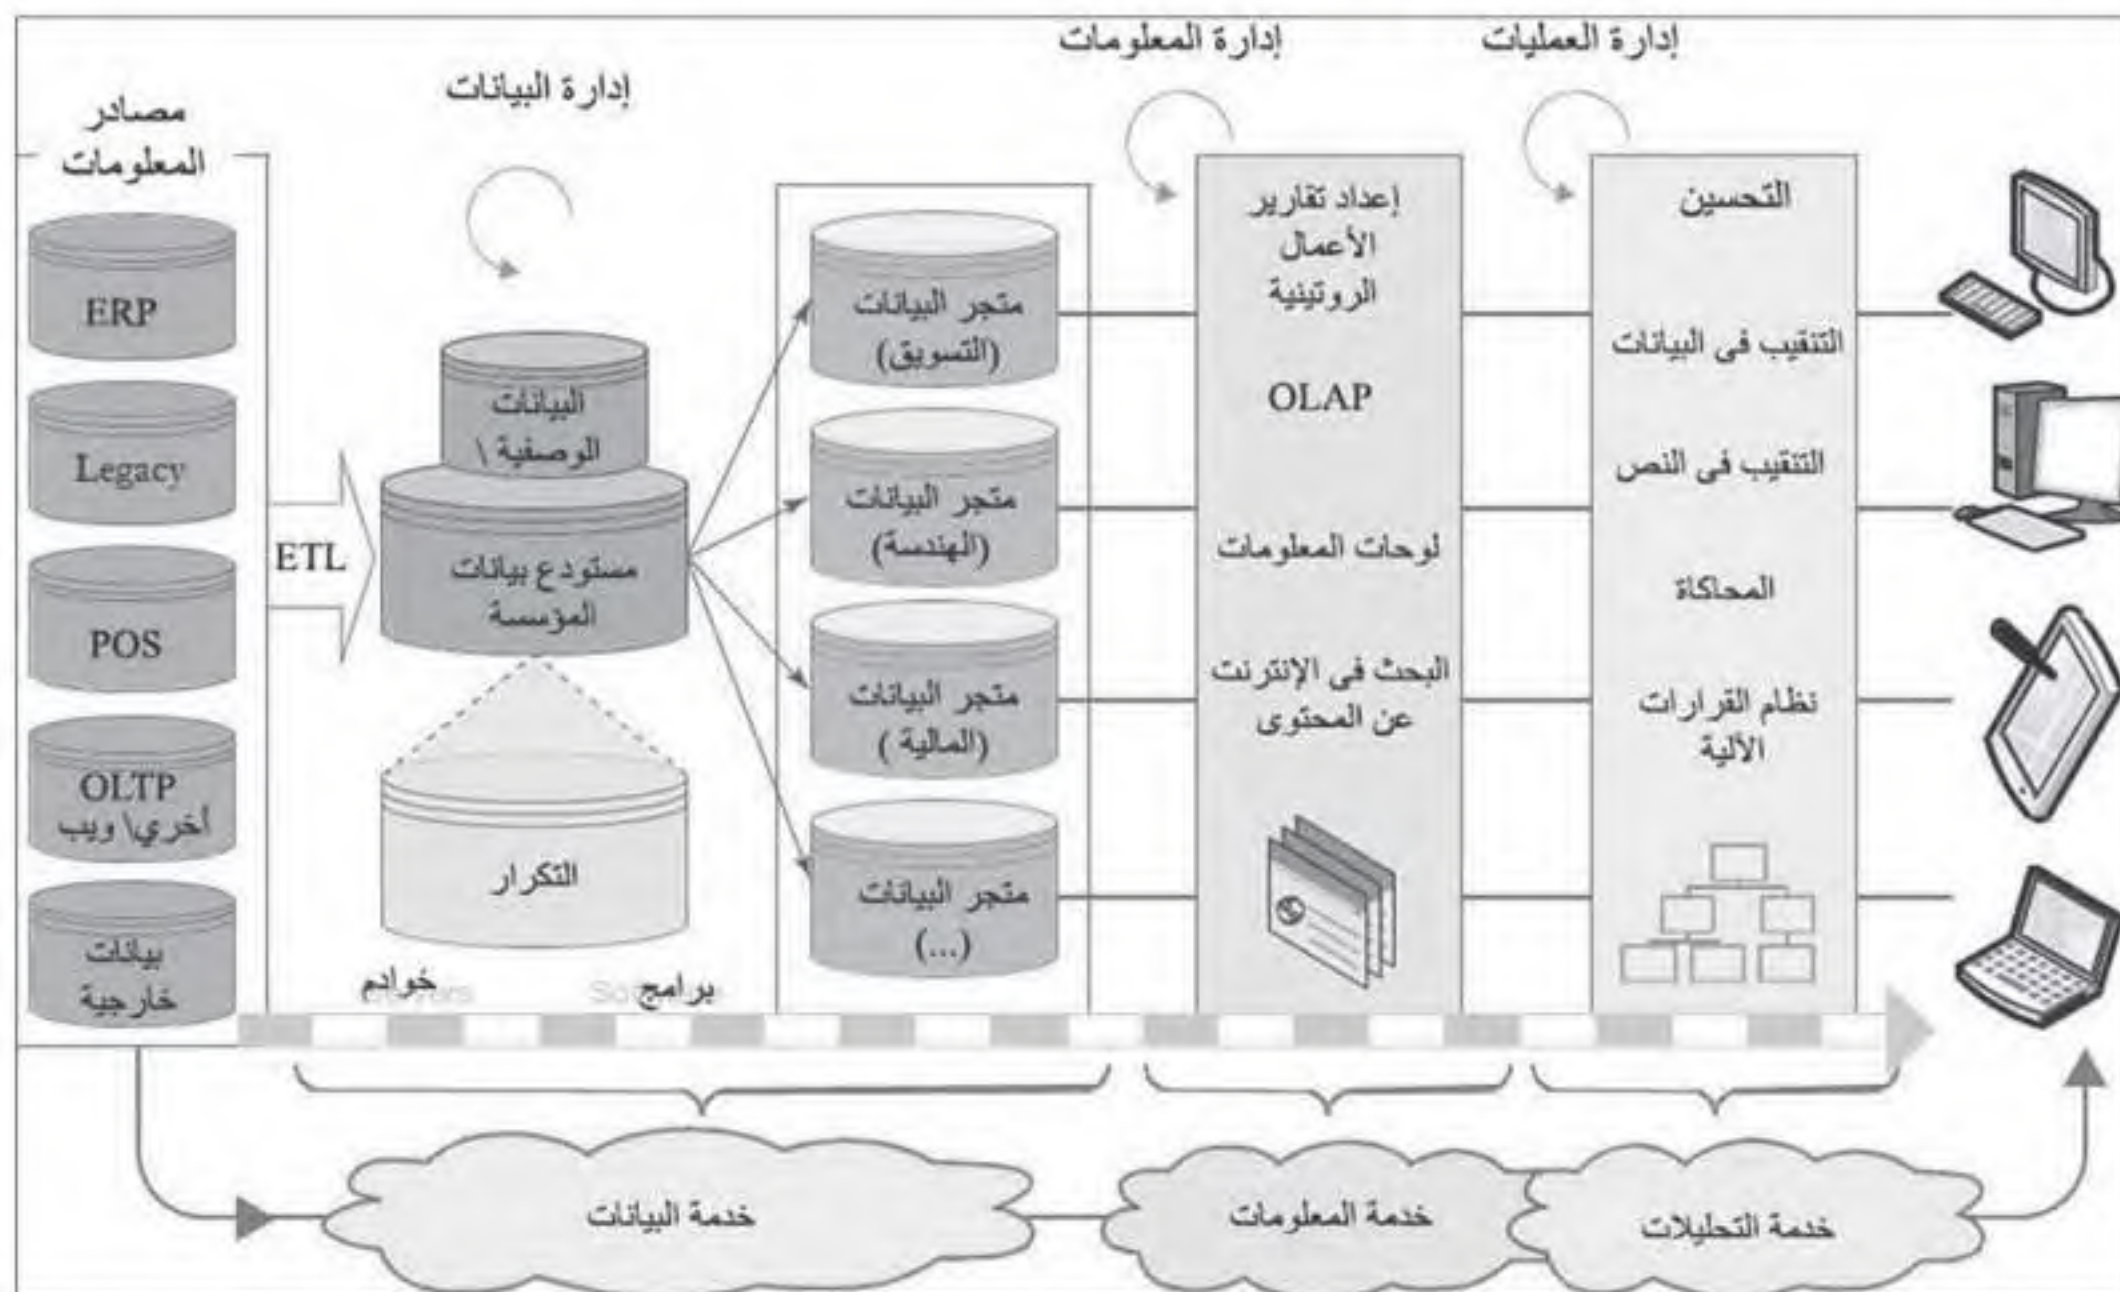 إدارة المعلومات
إدارة العمليات
إدارة البيانات
مصادر
المعلومات
ERP
Legacy
POS
OLTP
أخري\ ويب
بيانات
خارجية
ETL
البيانات
الوصفية \
مستودع بيانات
المؤسسة
التكرار
خوادم
برامج
متجر البيانات
(التسويق)
متجر البيانات
(الهندسة)
متجر البيانات
(المالية )
متجر البيانات
(...)
إعداد تقارير
الأعمال
الروتينية
OLAP
لوحات المعلومات
البحث فى الإنترنت
عن المحتوى
التحسين
التنقيب فى البيانات
التنقيب فى النص
المحاكاة
نظام القرارات
الآلية
خدمة البيانات
خدمة المعلومات
خدمة التحليلات